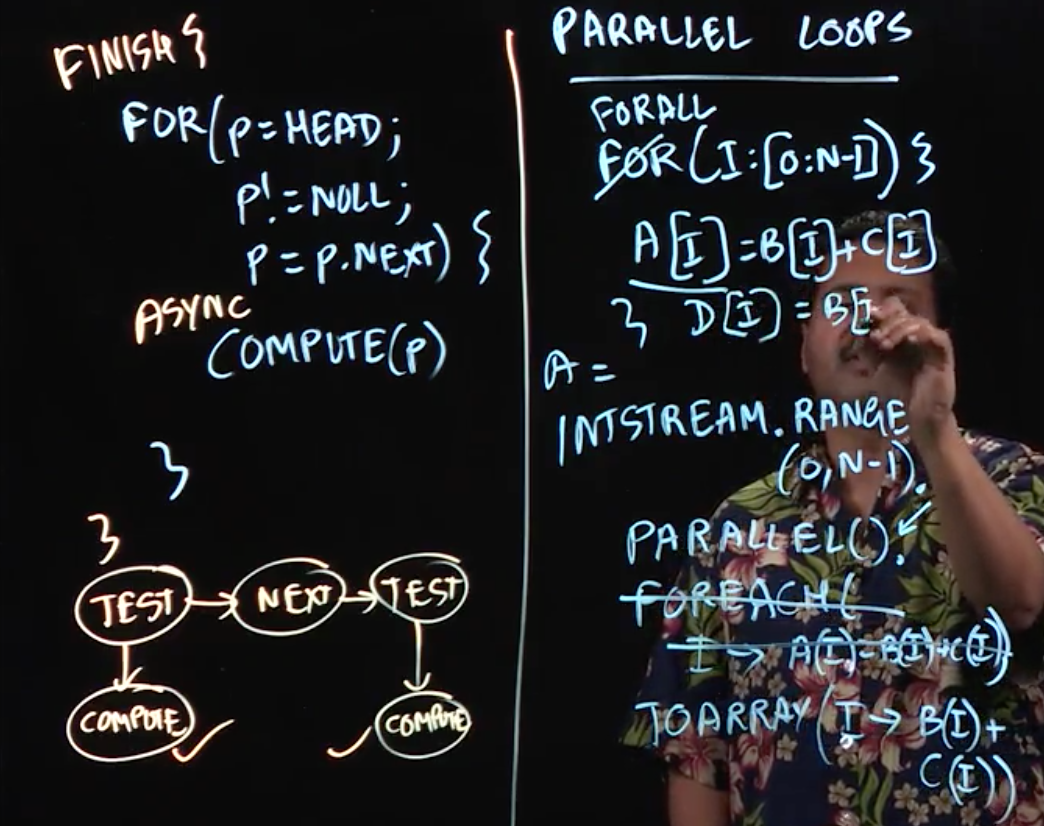 FINISH {
FOR(P=HEAD;
P!=NULL;
P=P.NEXT) {
ASYNC
COMPUTE(P)
}
}
TEST → NEXT → TEST
COMPUTE COMPUTE
PARALLEL LOOPS
FORALL
FOR(I:[0:N-1]) {
A[I]=B[I]+C[I]
} D[I]=B[I
A =
INTSTREAM.RANGE
(0,N-1).
PARALLEL().
FOREACH(
I → A(I)=B(I)+C(I))
TOARRAY(I → B(I)+
C(I))